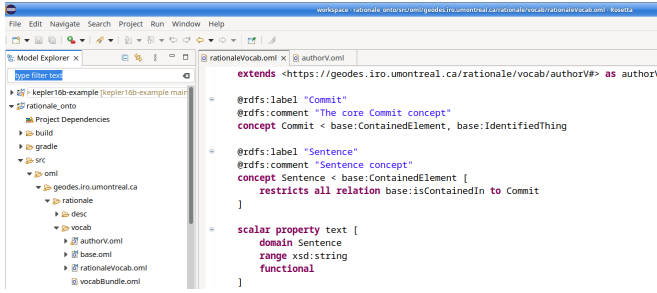 workspace - rationale_onto/src/oml/geodes.iro.umontreal.ca/rationale/vocab/rationaleVocab.oml - Rosetta
File Edit Navigate Search Project Run Window Help
Model Explorer
rationaleVocab.oml
authorV.oml
type filter text
> kepler16b-example [kepler16b-example main
rationale_onto
Project Dependencies
build
gradle
src
oml
geodes.iro.umontreal.ca
rationale
desc
vocab
authorV.oml
base.oml
rationaleVocab.oml
vocabBundle.oml
extends <https://geodes.iro.umontreal.ca/rationale/vocab/authorV#> as authorV
@rdfs:label "Commit"
@rdfs:comment "The core Commit concept"
concept Commit < base:ContainedElement, base:IdentifiedThing
@rdfs:label "Sentence"
@rdfs:comment "Sentence concept"
concept Sentence < base:ContainedElement [
restricts all relation base:isContainedIn to Commit
]
scalar property text [
domain Sentence
range xsd:string
functional
]